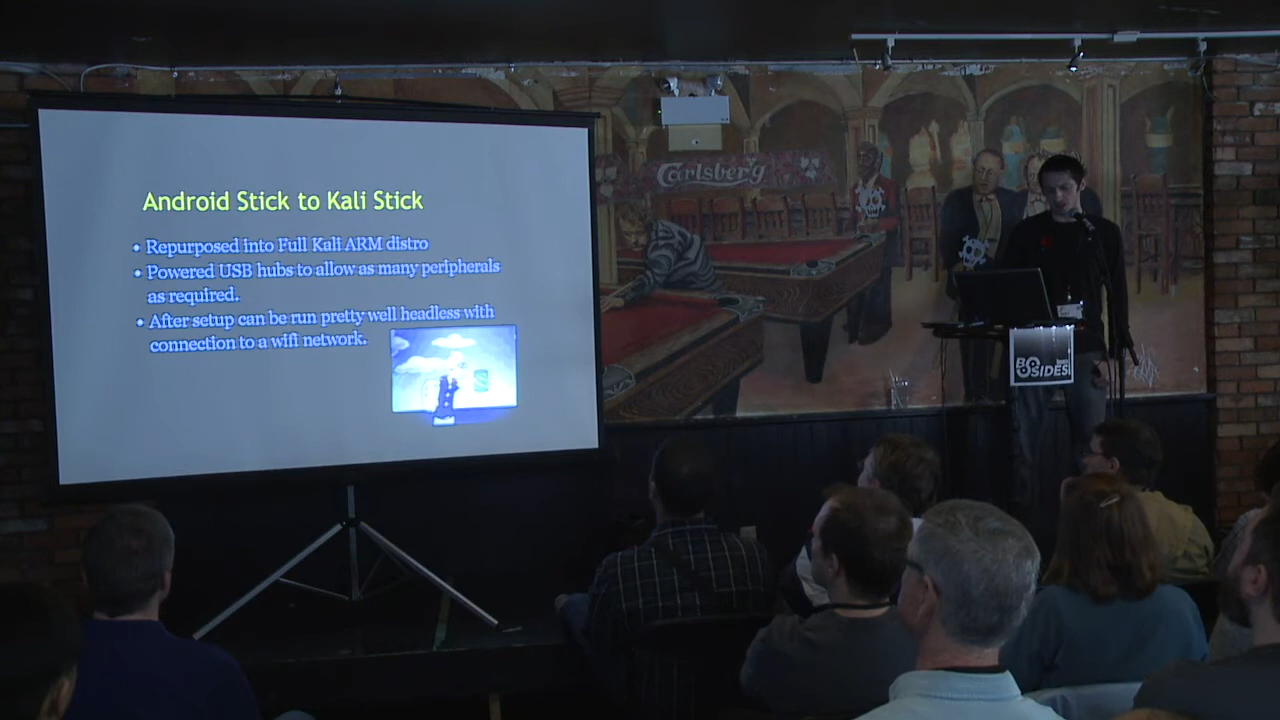 Android Stick to Kali Stick
• Repurposed into Full Kali ARM distro
• Powered USB hubs to allow as many peripherals
as required.
• After setup can be run pretty well headless with
connection to a wifi network.
Carlsberg
BSIDES